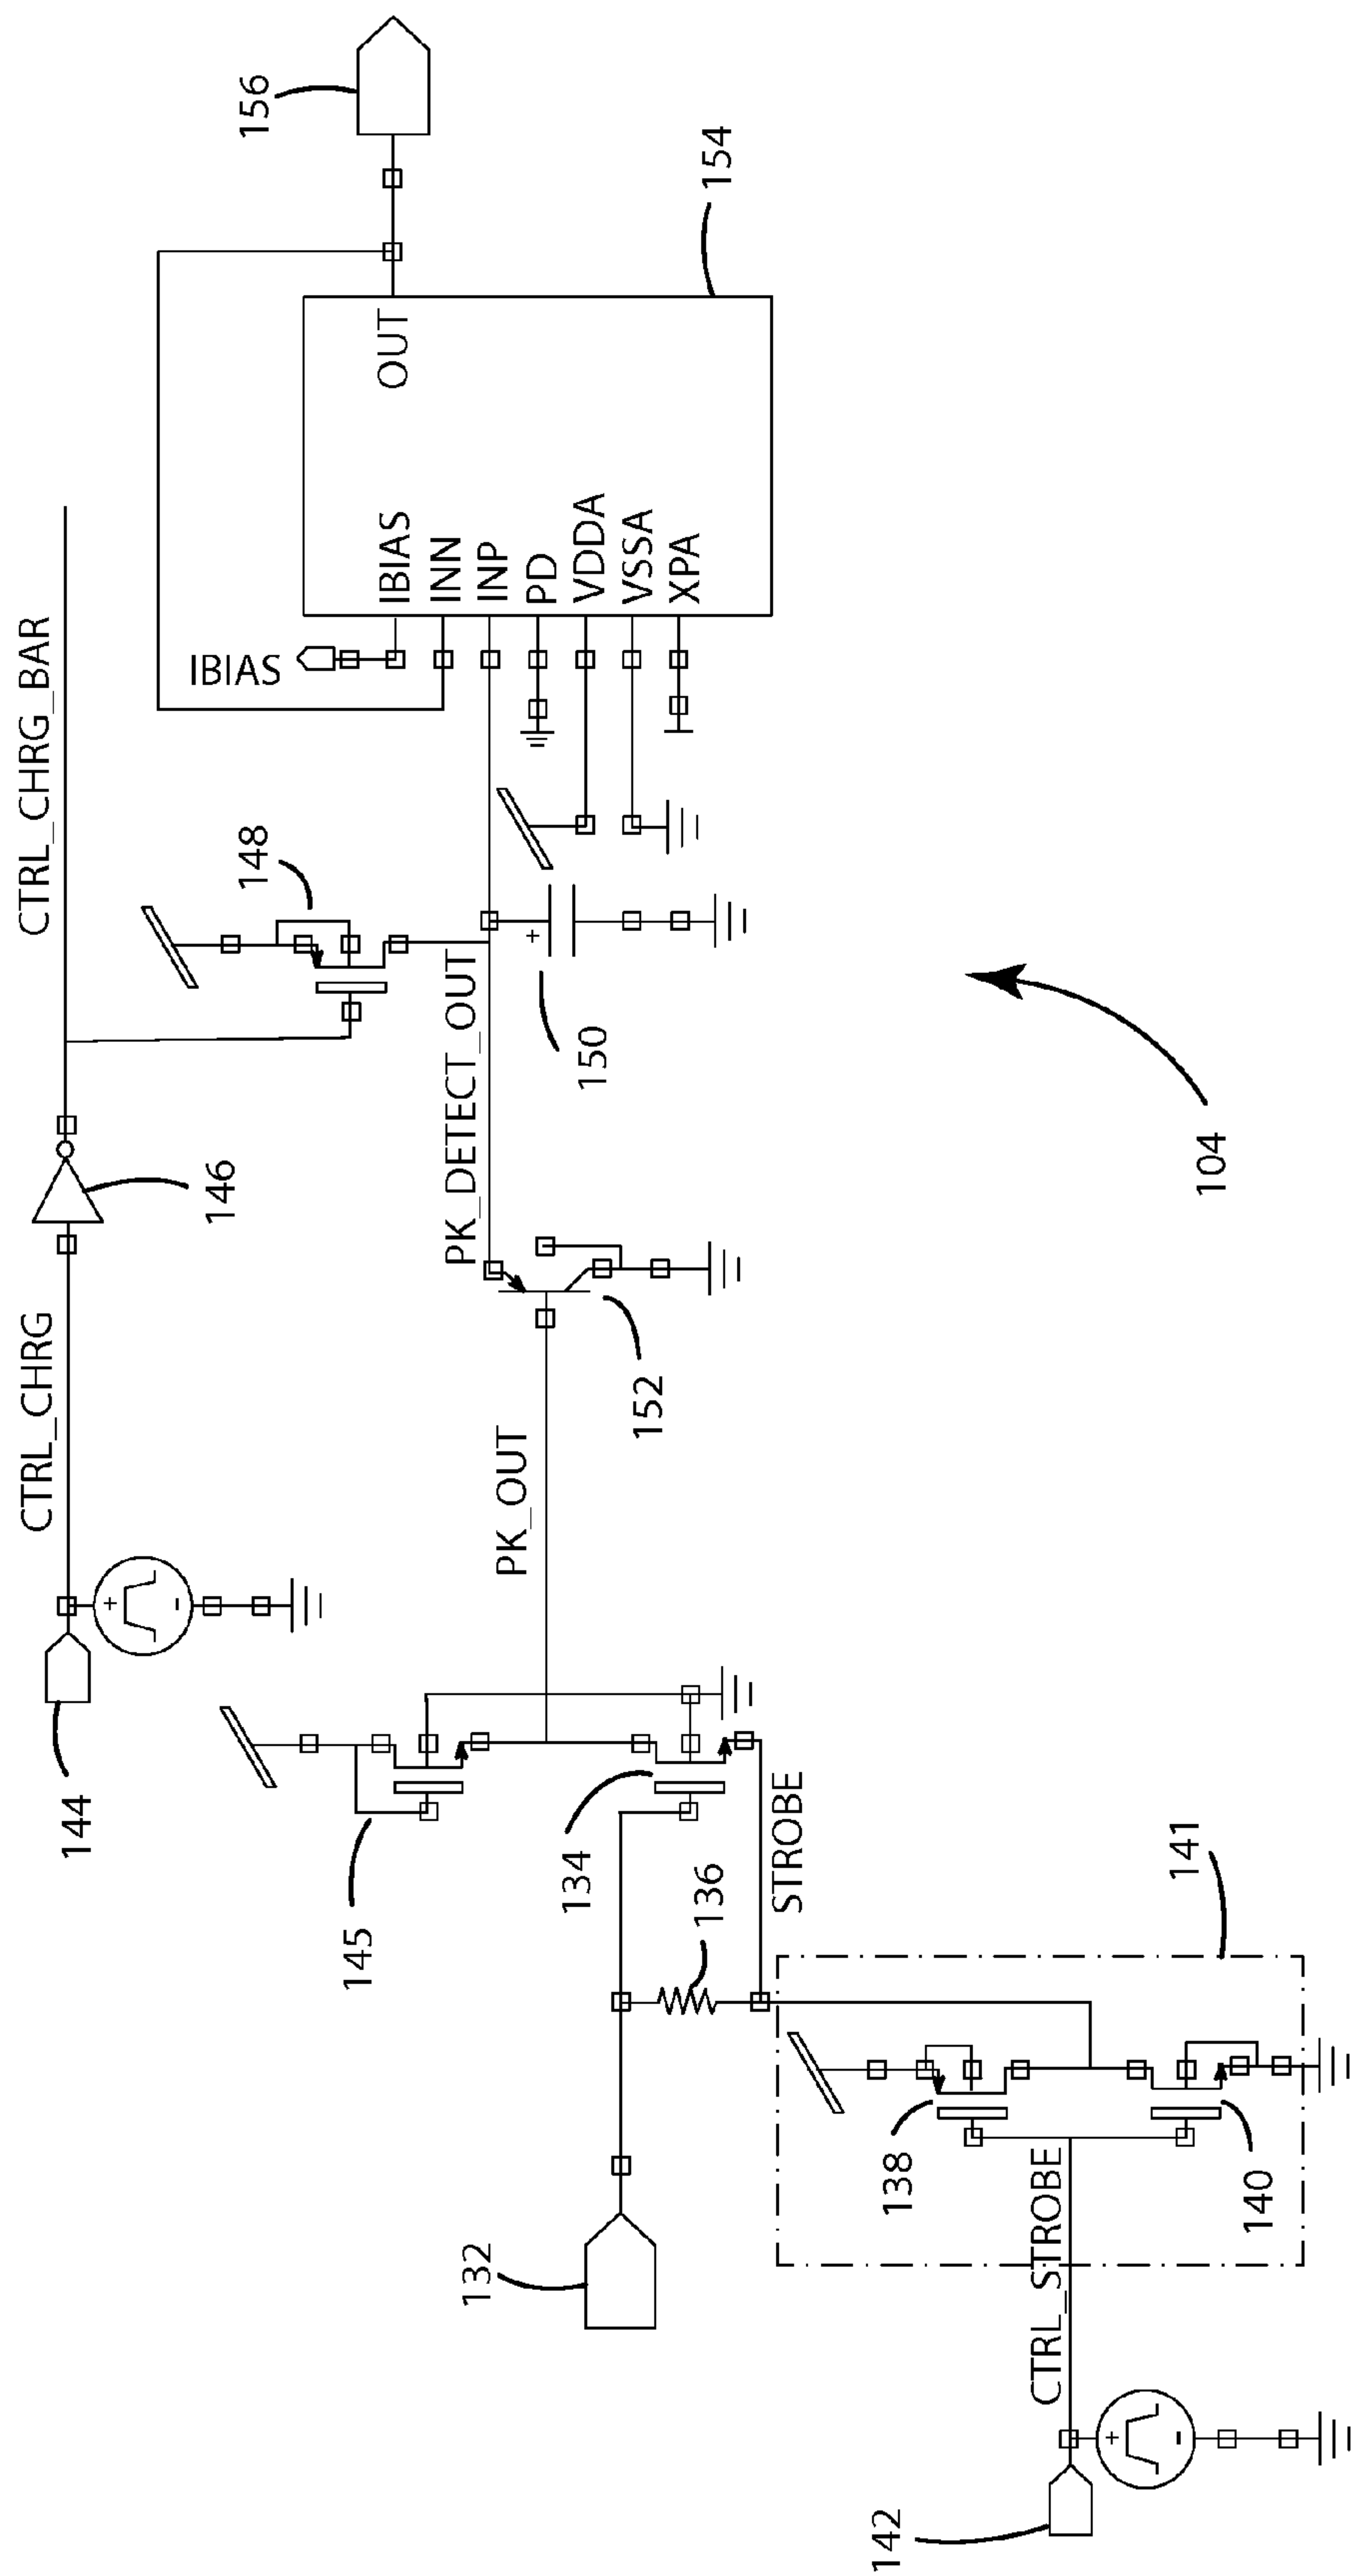 156
154
OUT
IBIAS
INN
INP
PD
VDDA
VSSA
XPA
IBIAS
CTRL_CHRG_BAR
148
150
PK_DETECT_OUT
146
104
CTRL_CHRG
152
PK_OUT
144
145
134
136
STROBE
141
132
138
140
CTRL_STROBE
142